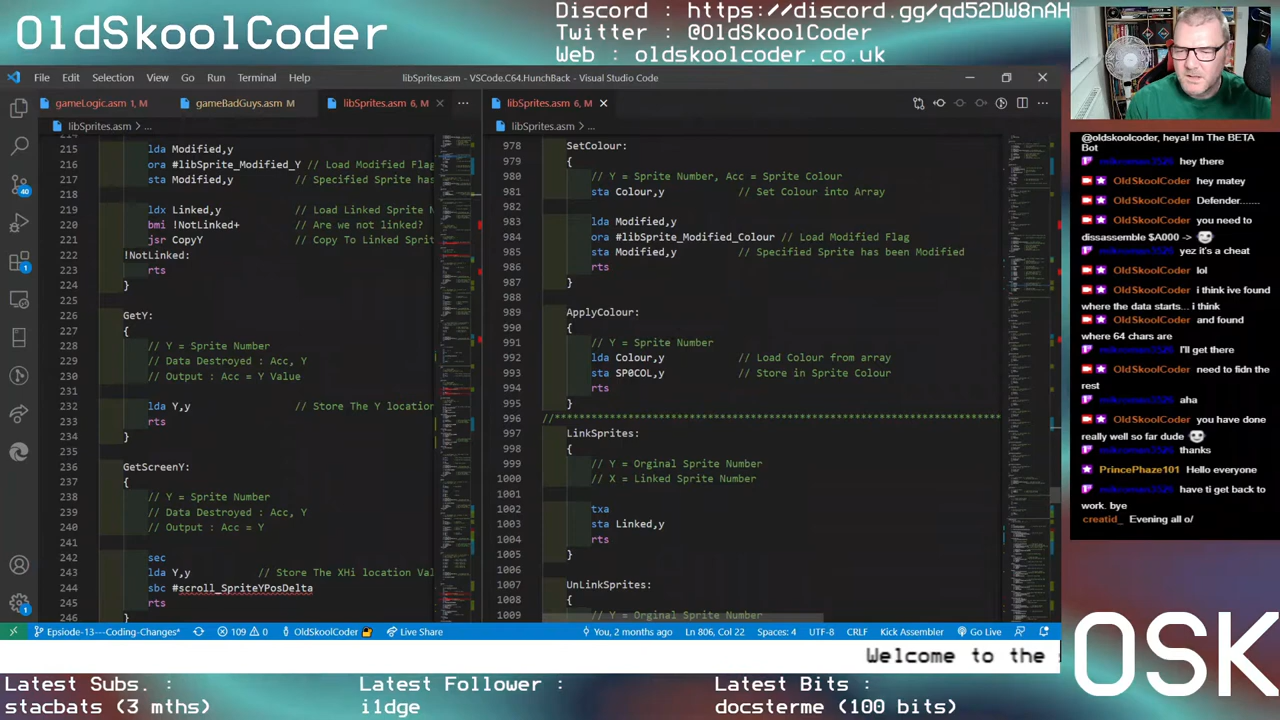 OldSkoolCoder
Discord : https://discord.gg/qd52DW8nAH
Twitter : @OldSkoolCoder
Web : oldskoolcoder.co.uk
File Edit Selection View Go Run Terminal Help
libSprites.asm - VSCode.C64.HunchBack - Visual Studio Code
gameLogic.asm 1, M
gameBadGuys.asm M
libSprites.asm 6, M
libSprites.asm 6, M
libSprites.asm > ...
215 lda Modified,y
216 ora #libSprite_Modified_Y // Load Modified Flag
217 sta Modified,y // Specified Sprite has
219 ldx Linked,y // Load Linked Sprite N
220 bmi !NotLinked+ // Are we not linked?
221 jsr CopyY // Copy To Linked Sprit
!NotLinked:
223 rts
224 }
225
226 GetY:
227 {
228 // Y = Sprite Number
229 // Data Destroyed : Acc, Y
230 // Output : Acc = Y Value
231
232 lda Y,y // Store The Y location
233 rts
234 }
235
236 GetScreenY:
237 {
238 // Y = Sprite Number
239 // Data Destroyed : Acc, Y
240 // Output : Acc = Y
241
242 sec
243 lda Y,y // Store The XHi location Val
244 sbc #scroll_SpriteYPosDelta
245 rts
246 }
libSprites.asm > ...
978 SetColour:
979 {
980 // Y = Sprite Number, Acc = Sprite Colour
981 sta Colour,y // Set Colour into Array
982
983 lda Modified,y
984 ora #libSprite_Modified_Colour // Load Modified Flag
985 sta Modified,y // Specified Sprite has been Modified
986 rts
987 }
988
989 ApplyColor:
990 {
991 // Y = Sprite Number
992 lda Colour,y // Load Colour from array
993 sta SP0COL,y // Store in Sprite Colour
994 rts
995 }
996
997 LinkSprites:
1000 // Y = Orginal Sprite Number
// X = Linked Sprite Number
1001
1002 txa
1003 sta Linked,y
1004 rts
1005 }
1006
1007 UnLinkSprites:
1008 {
1009 // Orginal Sprite Number
Epsiode-13---Coding-Changes*
109 0
OldSkoolCoder
Live Share
You, 2 months ago
Ln 806, Col 22
Spaces: 4
UTF-8
CRLF
Kick Assembler
Go Live
Welcome to the
@oldskoolcoder, heya! Im The BETA
Bot
hey there
OldSkoolCoder hey matey
OldSkoolCoder Defender.......
OldSkoolCoder you need to
dissassemble $A000 ->
yez it's a cheat
OldSkoolCoder lol
i think ive found
where the data starts... i think
OldSkoolCoder and found
where 64 chars are
I'll get there
OldSkoolCoder need to fidn the
rest
aha
OldSkoolCoder you have done
really well so far dude
thanks
PrincePhaze101 Hello everyone
have ti get back to
work. bye
creatid_ Evening all o/
OSK
Latest Subs. :
stacbats (3 mths)
Latest Follower :
i1dge
Latest Bits :
docsterme (100 bits)